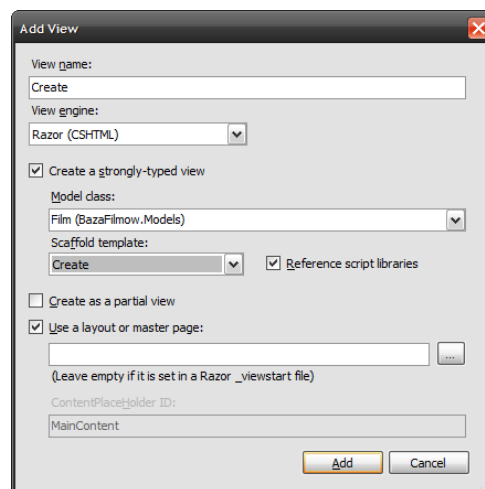 Add View
View name:
Create
View engine:
Razor (CSHTML)
Create a strongly-typed view
Model class:
Film (BazaFilmow.Models)
Scaffold template:
Create
Reference script libraries
Create as a partial view
Use a layout or master page:
...
(Leave empty if it is set in a Razor _viewstart file)
ContentPlaceHolder ID:
MainContent
Add Cancel